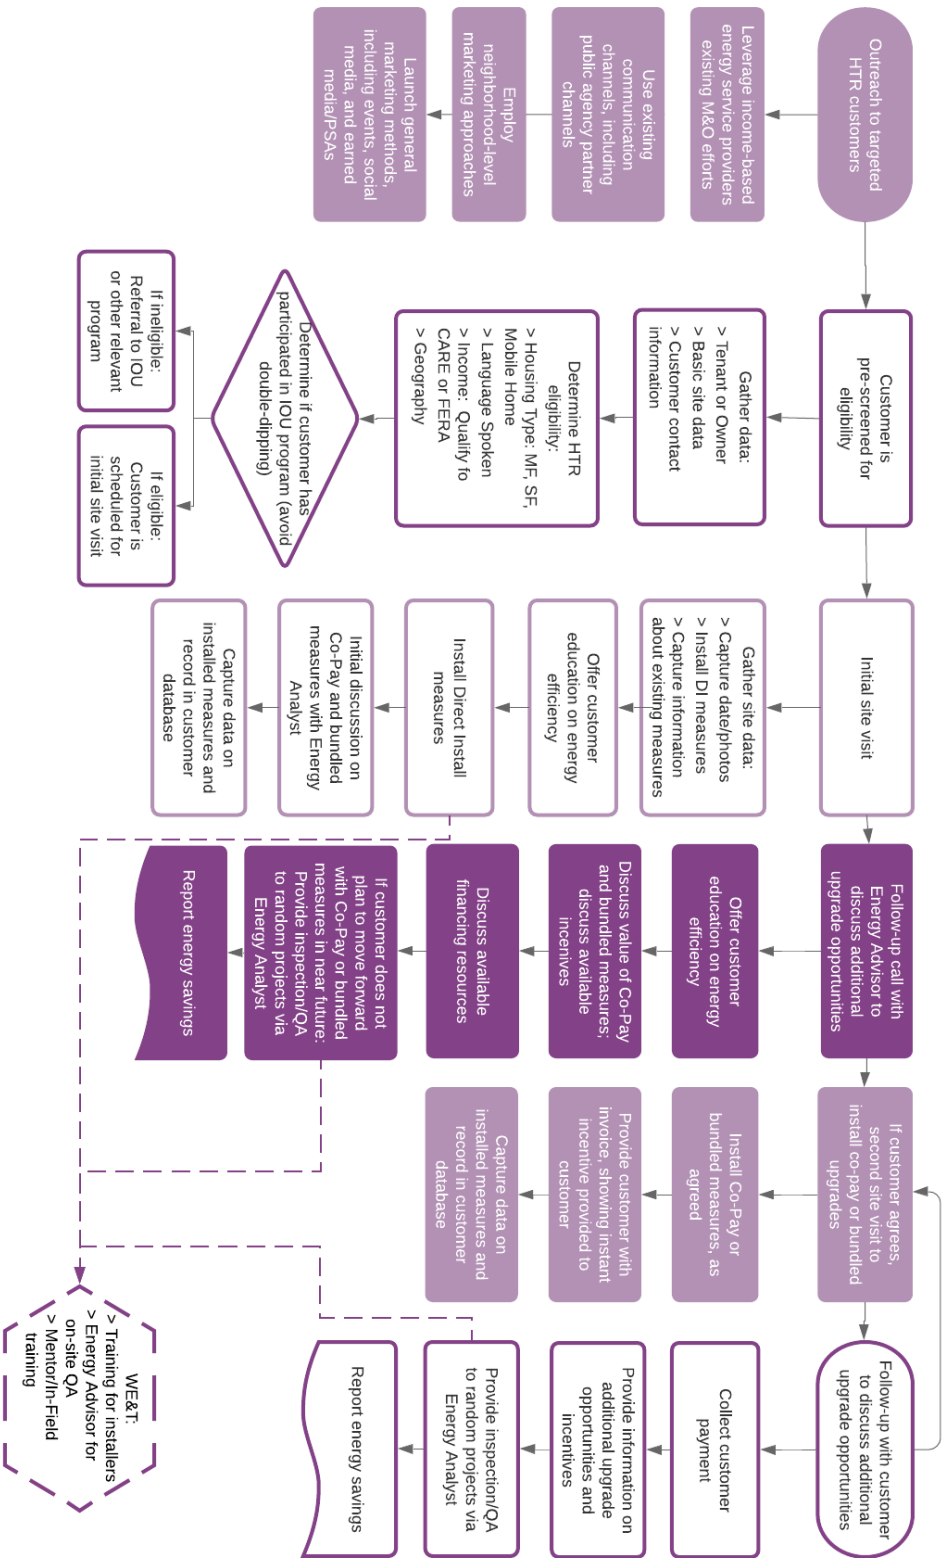 Outreach to targeted
HTR customers
Leverage income-based
energy service providers
existing M&O efforts
Use existing
communication
channels, including
public agency partner
channels
Employ
neighborhood-level
marketing approaches
Launch general
marketing methods,
including events, social
media, and earned
media/PSAs
Customer is
pre-screened for
eligibility
Gather data:
> Tenant or Owner
> Basic site data
> Customer contact
information
Determine HTR
eligibility:
> Housing Type: MF, SF,
Mobile Home
> Language Spoken
> Income: Qualify fo
CARE or FERA
> Geography
Determine if customer has
participated in IOU program (avoid
double-dipping)
If ineligible:
Referral to IOU
or other relevant
program
If eligible:
Customer is
scheduled for
initial site visit
Initial site visit
Gather site data:
> Capture date/photos
> Install DI measures
> Capture information
about existing measures
Offer customer
education on energy
efficiency
Install Direct Install
measures
Initial discussion on
Co-Pay and bundled
measures with Energy
Analyst
Capture data on
installed measures and
record in customer
database
Follow-up call with
Energy Advisor to
discuss additional
upgrade opportunities
Offer customer
education on energy
efficiency
Discuss value of Co-Pay
and bundled measures;
discuss available
incenives
Discuss available
financing resources
If customer does not
plan to move forward
with Co-Pay or bundled
measures in near future:
Provide inspection/QA
to random projects via
Energy Analyst
Report energy savings
If customer agrees,
second site visit to
install co-pay or bundled
upgrades
Install Co-Pay or
bundled measures, as
agreed
Provide customer with
invoice, showing instant
incentive provided to
customer
Capture data on
installed measures and
record in customer
database
Follow-up with customer
to discuss additional
upgrade opportunities
Collect customer
payment
Provide information on
additional upgrade
opportunities and
incentives
Provide inspection/QA
to random projects via
Energy Analyst
Report energy savings
WE&T:
> Training for installers
> Energy Advisor for
on-site QA
> Mentor/In-Field
training